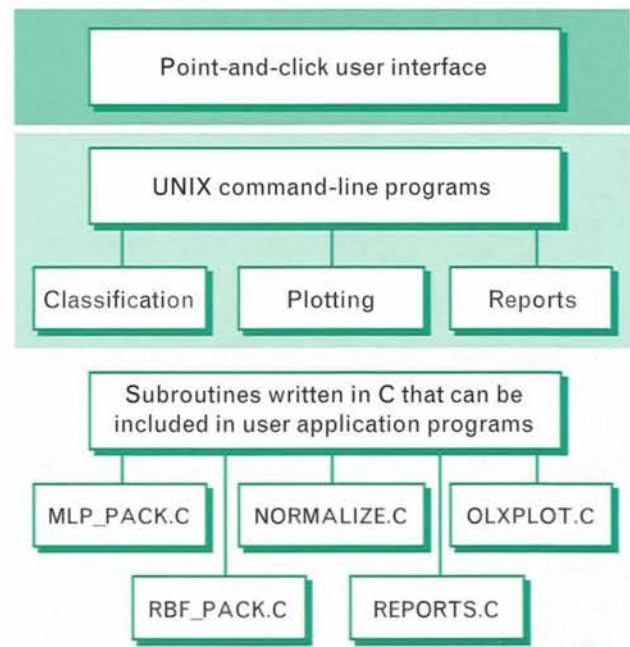 Point-and-click user interface
UNIX command-line programs
Classification
Plotting
Reports
Subroutines written in C that can be
included in user application programs
MLP_PACK.C
NORMALIZE.C
OLXPLOT.C
RBF_PACK.C
REPORTS.C